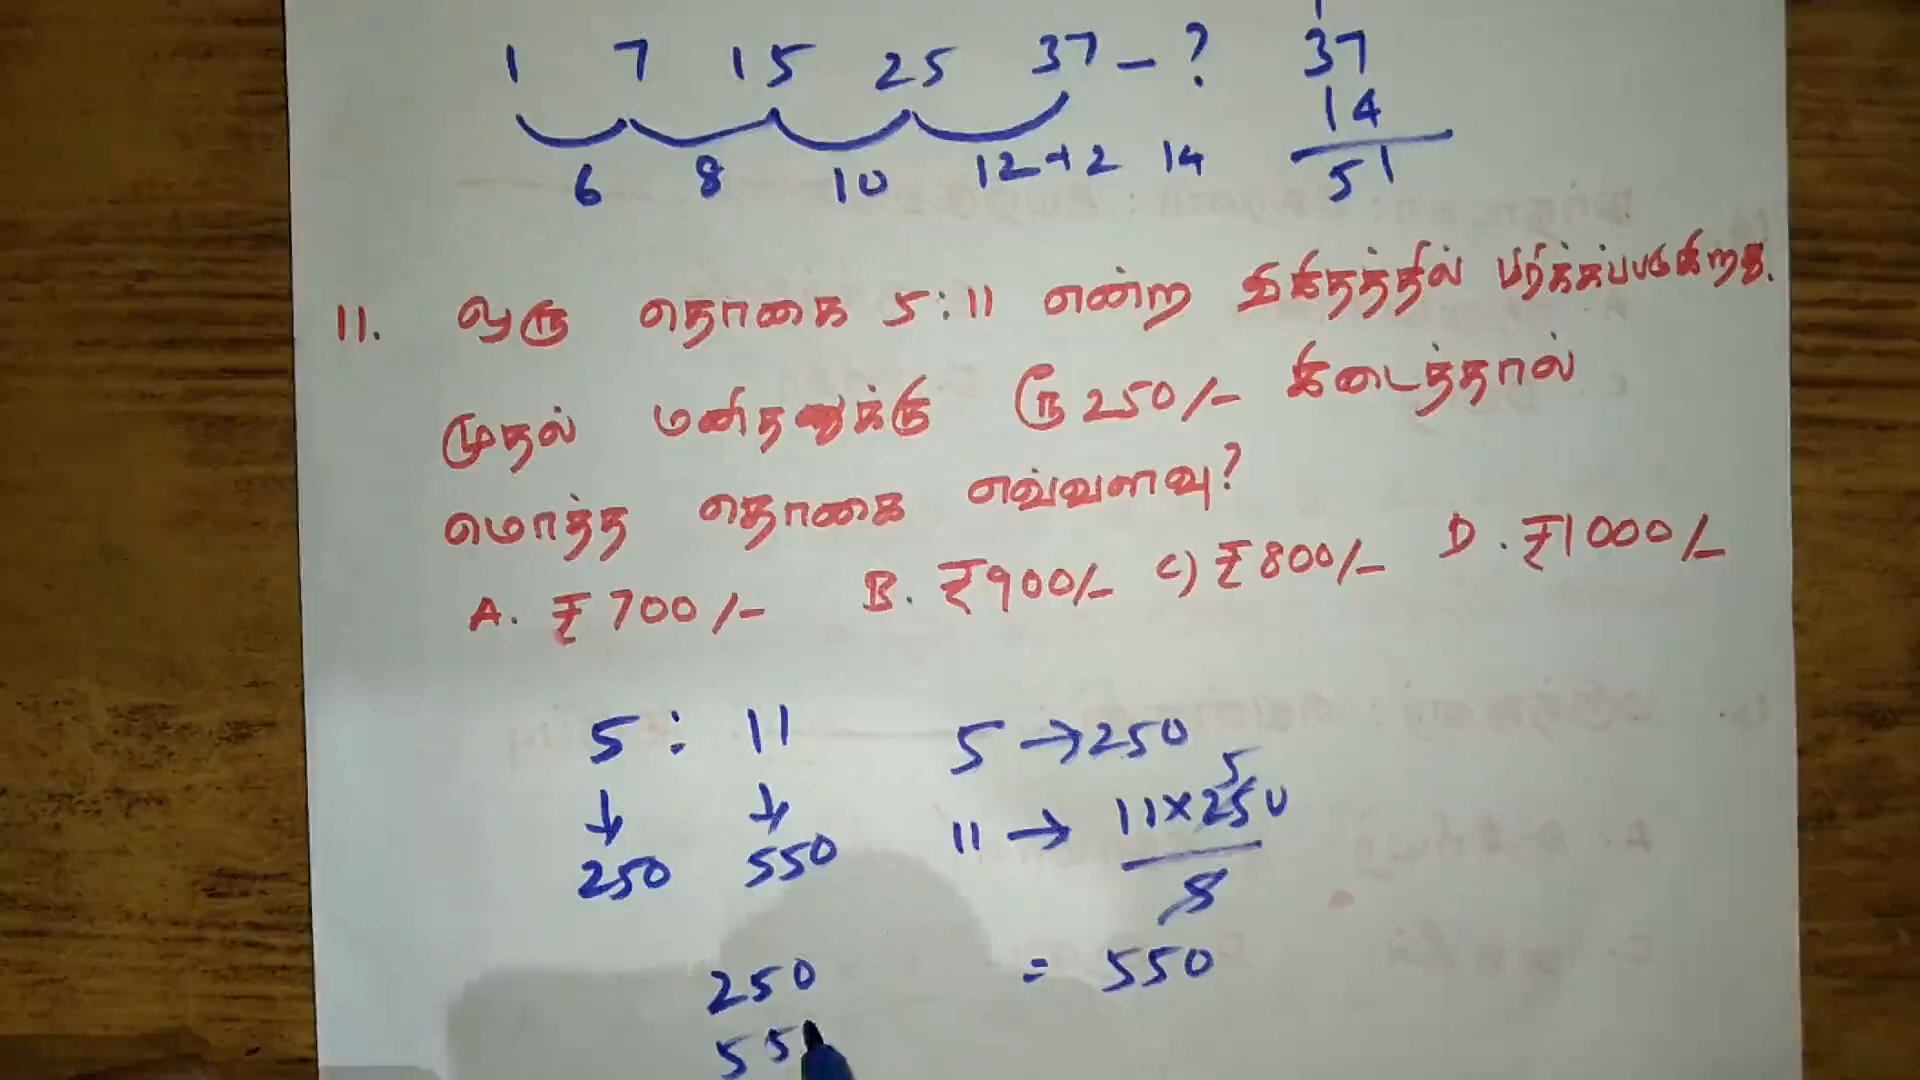 1 7 15 25 37 - ? 37
14
6 8 10 12+2 14 51
11. ஒரு தொகை 5:11 என்ற விகிதத்தில் பிரிக்கப்படுகிறது.
முதல் மனிதனுக்கு ரூ 250/- கிடைத்தால்
மொத்த தொகை எவ்வளவு?
A. ₹ 700/- B. ₹900/- C) ₹800/- D. ₹1000/-
5 : 11 5 → 250
5
↓ ↓ 11 → 11×250
250 550 5
250 = 550
55